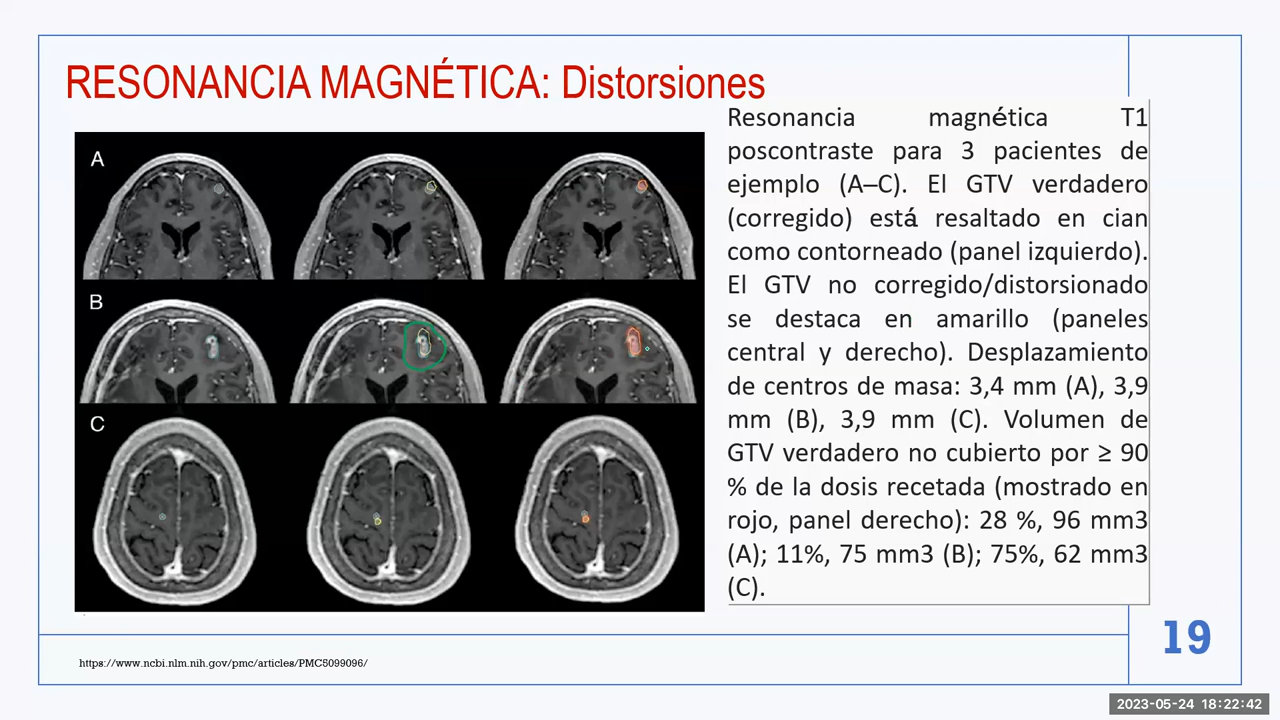 RESONANCIA MAGNÉTICA: Distorsiones
A
B
C
Resonancia magnética T1
poscontraste para 3 pacientes de
ejemplo (A–C). El GTV verdadero
(corregido) está resaltado en cian
como contorneado (panel izquierdo).
El GTV no corregido/distorsionado
se destaca en amarillo (paneles
central y derecho). Desplazamiento
de centros de masa: 3,4 mm (A), 3,9
mm (B), 3,9 mm (C). Volumen de
GTV verdadero no cubierto por ≥ 90
% de la dosis recetada (mostrado en
rojo, panel derecho): 28 %, 96 mm3
(A); 11%, 75 mm3 (B); 75%, 62 mm3
(C).
19
https://www.ncbi.nlm.nih.gov/pmc/articles/PMC5099096/
2023-05-24 18:22:42